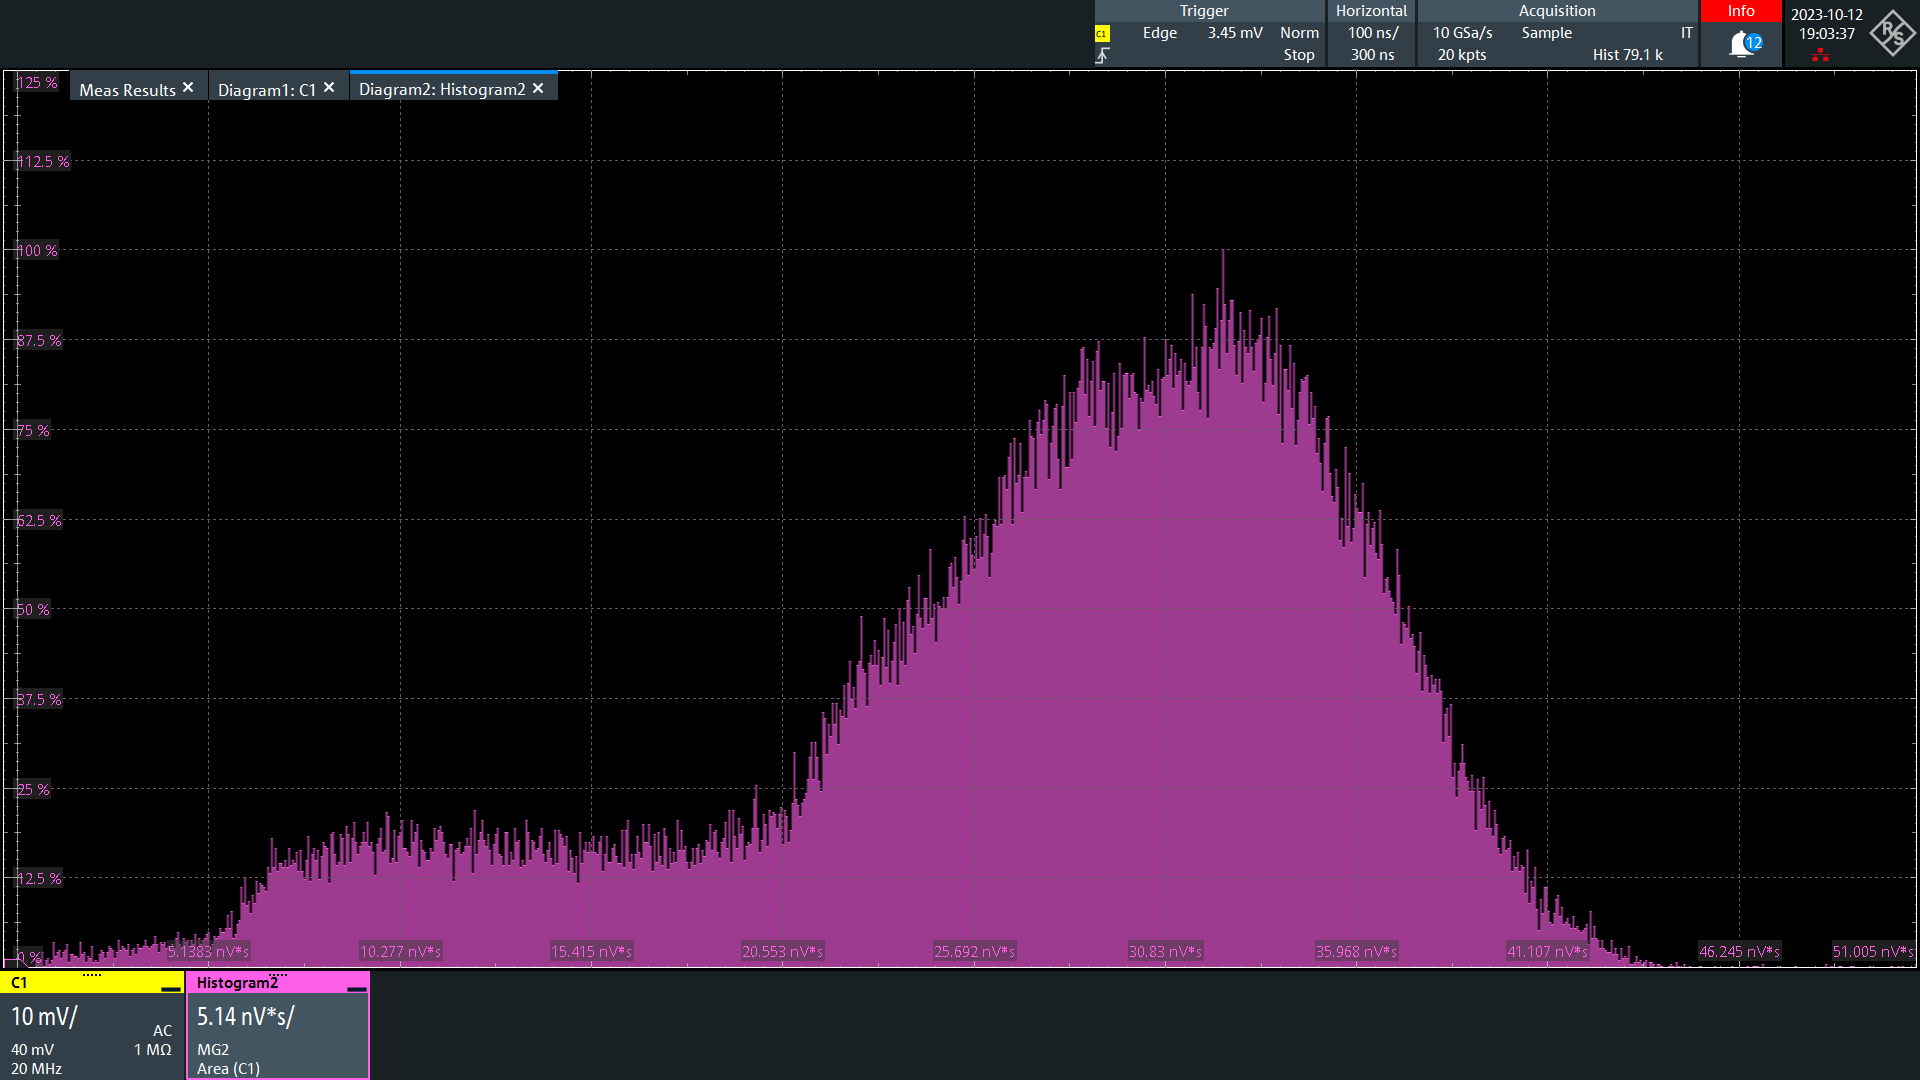 Trigger
Horizontal
Acquisition
Info
2023-10-12
C1
Edge
3.45 mV
Norm
100 ns/
10 GSa/s
Sample
IT
12
19:03:37
R&S
Stop
300 ns
20 kpts
Hist 79.1 k
Meas Results ✕
Diagram1: C1 ✕
Diagram2: Histogram2 ✕
125 %
112.5 %
100 %
87.5 %
75 %
62.5 %
50 %
37.5 %
25 %
12.5 %
0 %
5.1383 nV*s
10.277 nV*s
15.415 nV*s
20.553 nV*s
25.692 nV*s
30.83 nV*s
35.968 nV*s
41.107 nV*s
46.245 nV*s
51.005 nV*s
C1
10 mV/
AC
40 mV
1 MΩ
20 MHz
Histogram2
5.14 nV*s/
MG2
Area (C1)